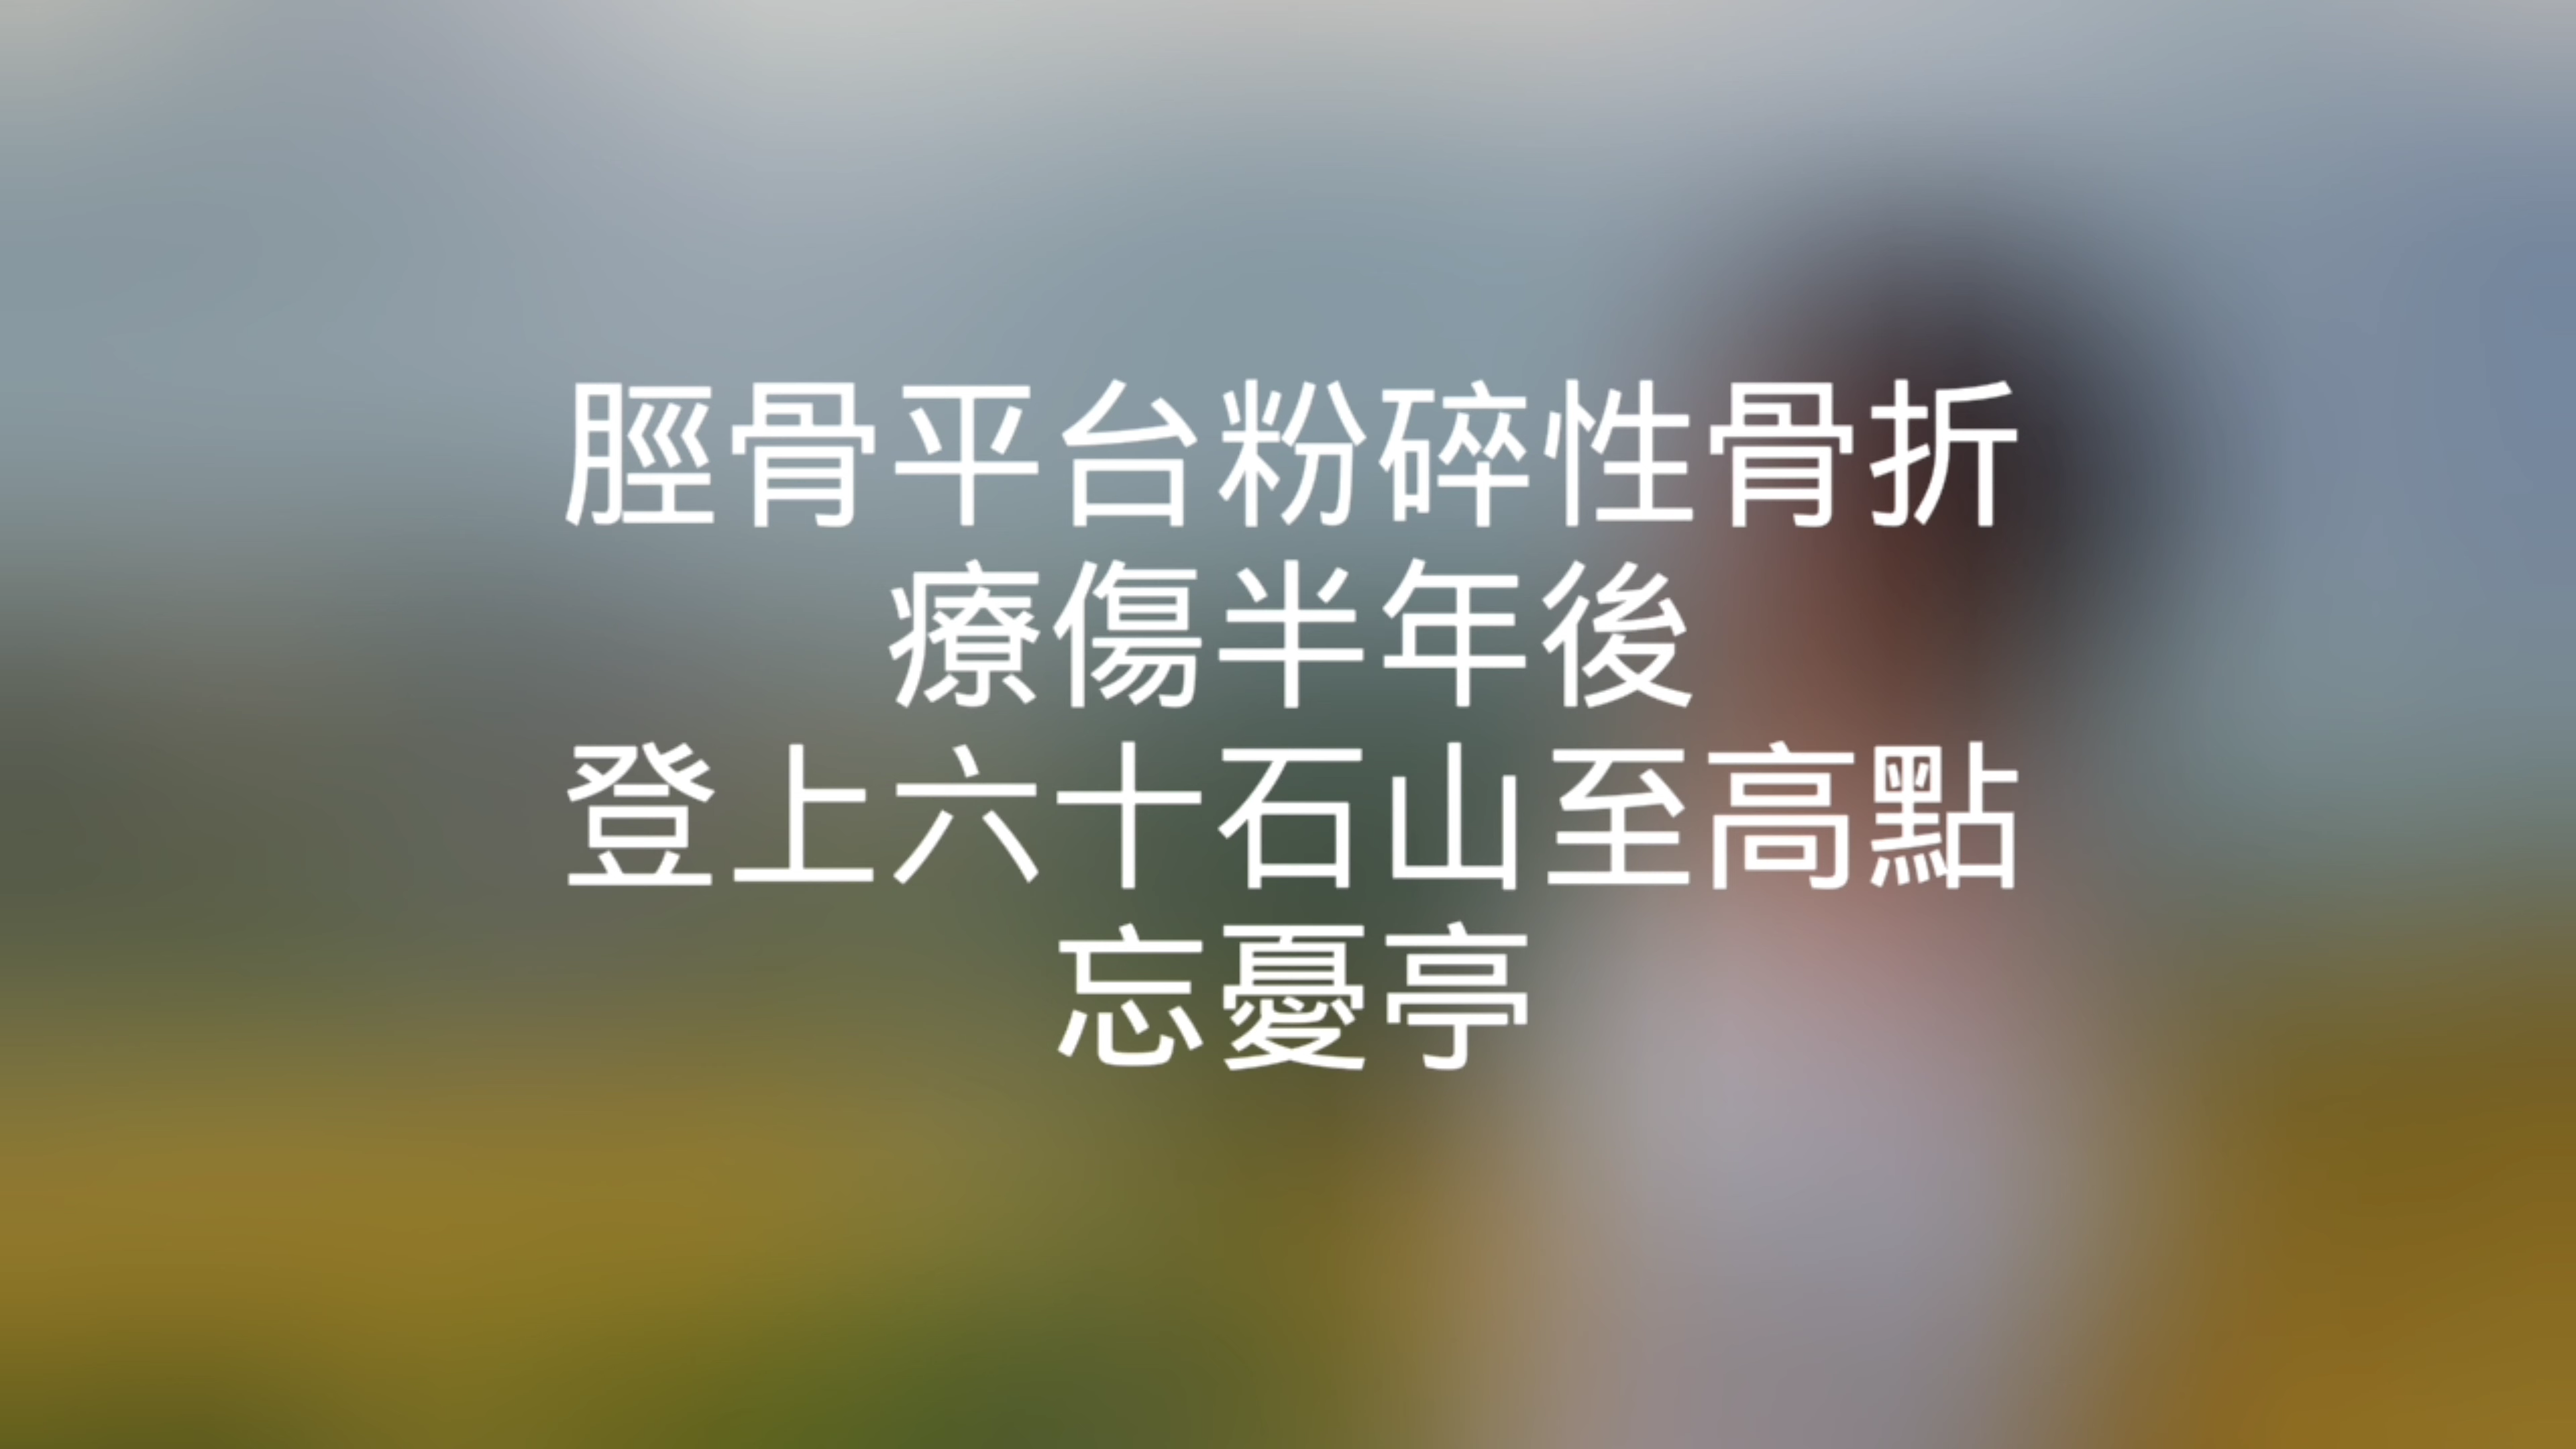 脛骨平台粉碎性骨折
療傷半年後
登上六十石山至高點
忘憂亭